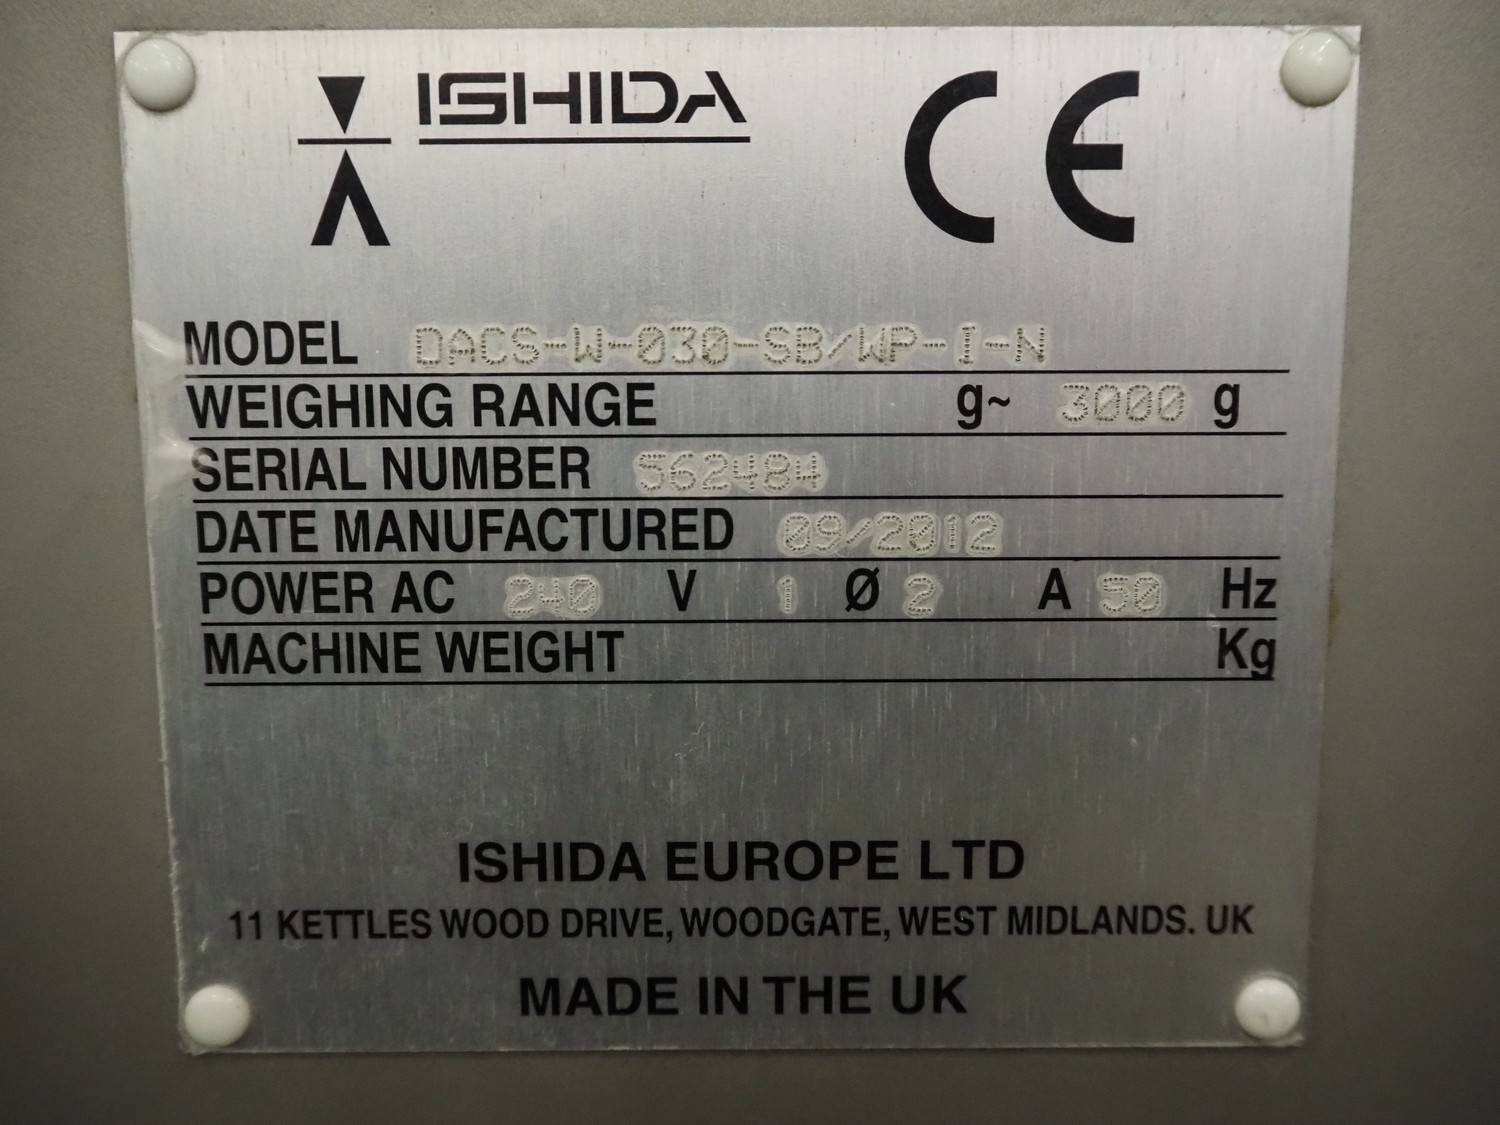 ISHIDA CE
MODEL DACS-W-030-SB/WP-I-N
WEIGHING RANGE g~ 3000 g
SERIAL NUMBER 562484
DATE MANUFACTURED 09/2012
POWER AC 240 V 1 Ø 2 A 50 Hz
MACHINE WEIGHT Kg
ISHIDA EUROPE LTD
11 KETTLES WOOD DRIVE, WOODGATE, WEST MIDLANDS. UK
MADE IN THE UK